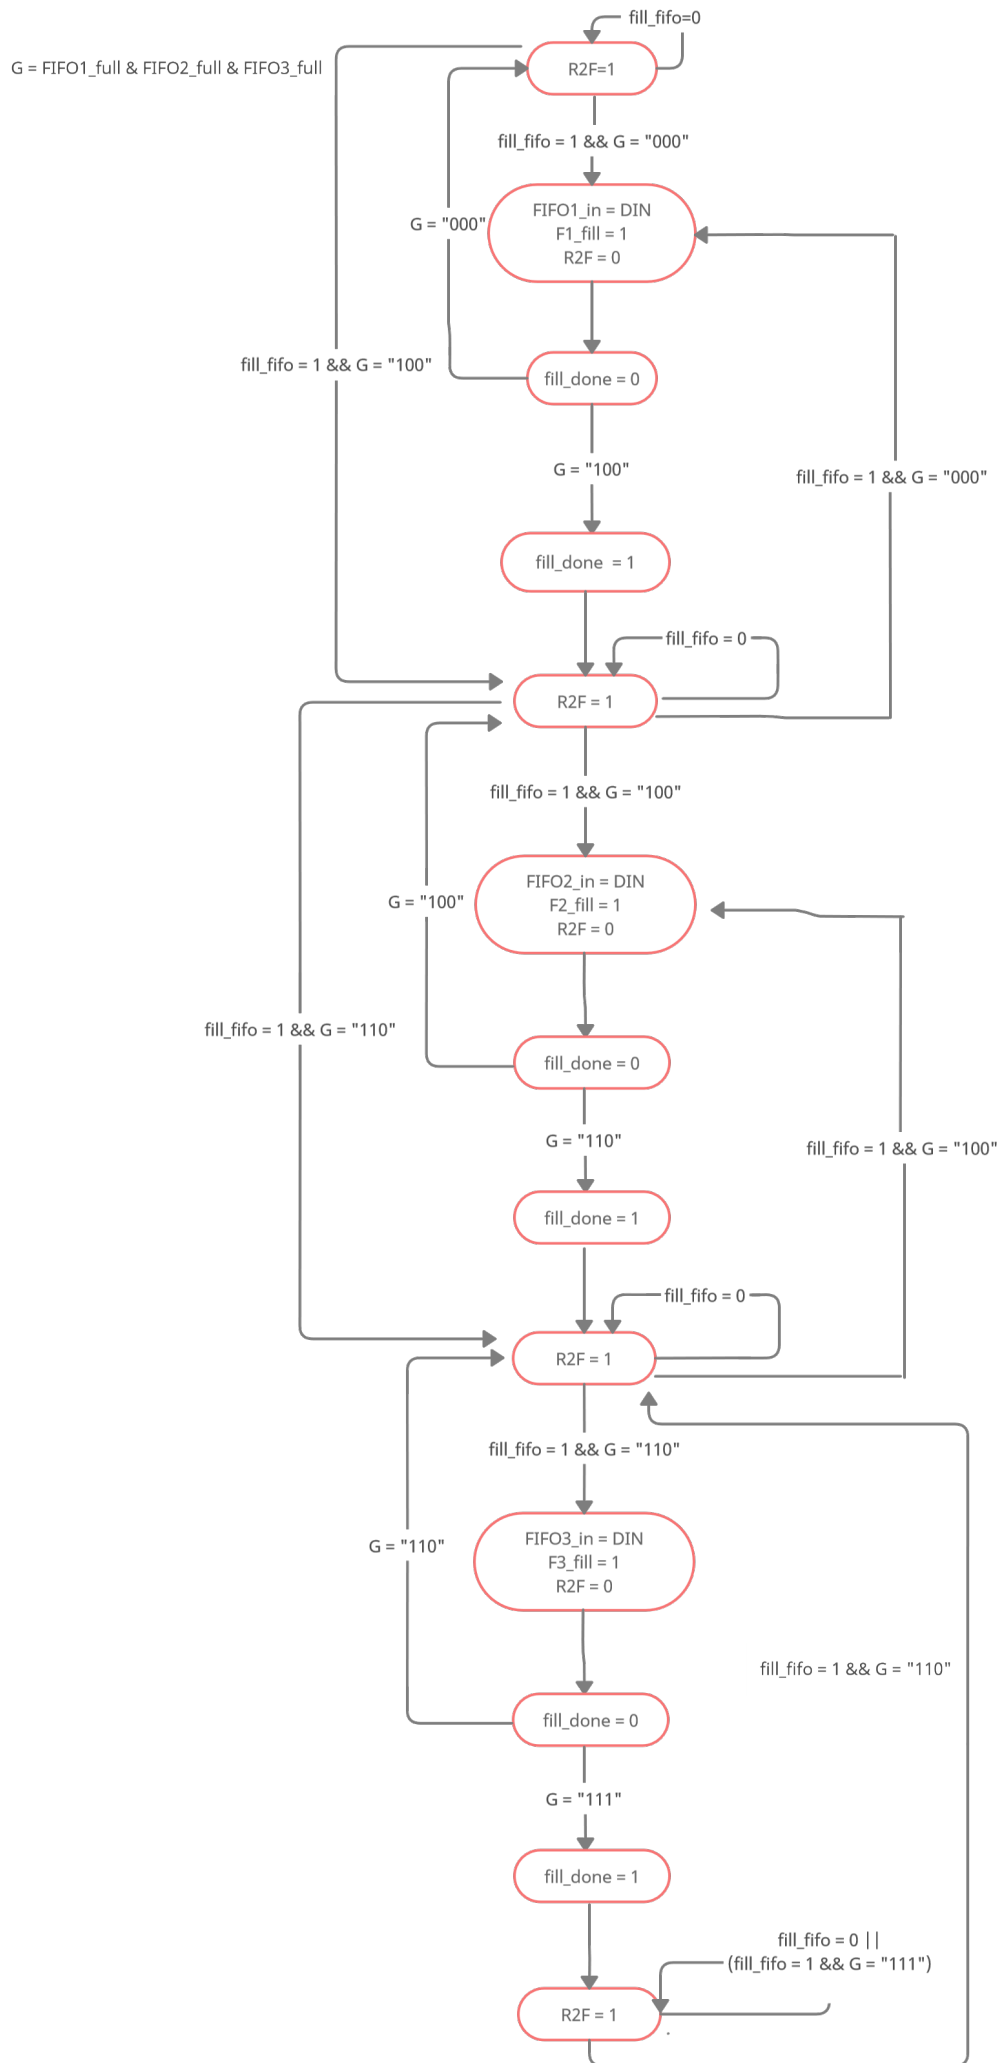 fill_fifo=0
G = FIFO1_full & FIFO2_full & FIFO3_full
R2F=1
fill_fifo = 1 && G = "000"
FIFO1_in = DIN
F1_fill = 1
R2F = 0
G = "000"
fill_fifo = 1 && G = "100"
fill_done = 0
G = "100"
fill_fifo = 1 && G = "000"
fill_done  = 1
fill_fifo = 0
R2F = 1
fill_fifo = 1 && G = "100"
FIFO2_in = DIN
F2_fill = 1
R2F = 0
G = "100"
fill_fifo = 1 && G = "110"
fill_done = 0
G = "110"
fill_fifo = 1 && G = "100"
fill_done = 1
fill_fifo = 0
R2F = 1
fill_fifo = 1 && G = "110"
FIFO3_in = DIN
F3_fill = 1
R2F = 0
G = "110"
fill_fifo = 1 && G = "110"
fill_done = 0
G = "111"
fill_done = 1
fill_fifo = 0 ||
(fill_fifo = 1 && G = "111")
R2F = 1
.